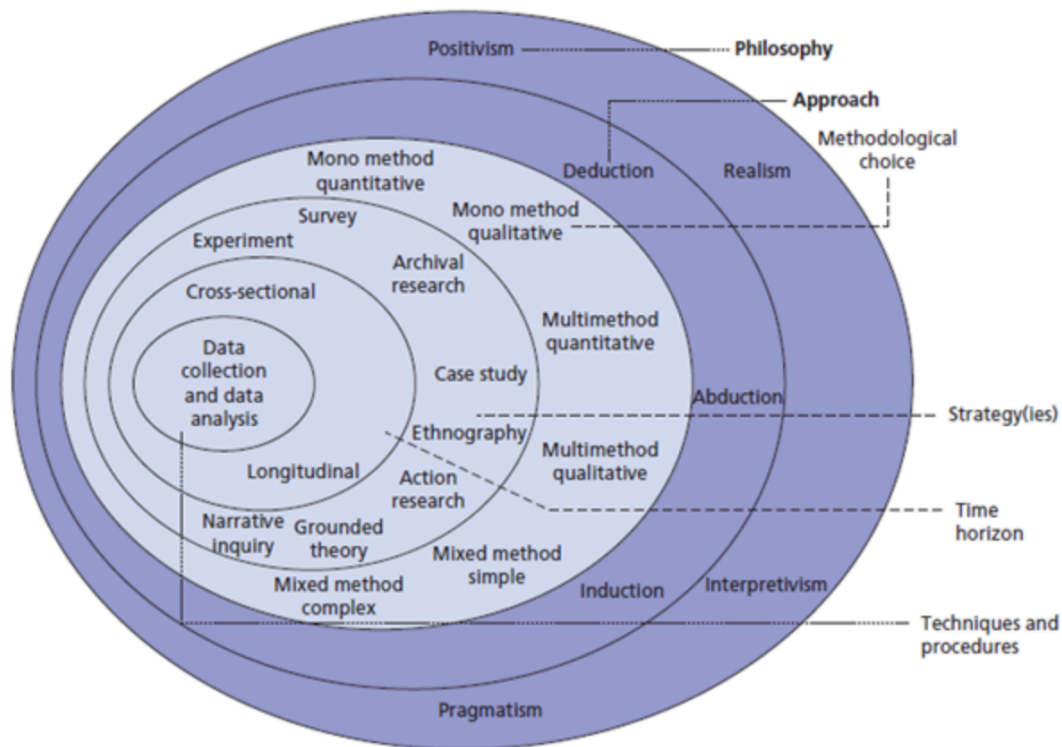 Positivism
Philosophy
Approach
Methodological
choice
Mono method
quantitative
Deduction
Realism
Survey
Mono method
qualitative
Experiment
Archival
research
Cross-sectional
Multimethod
quantitative
Data
collection
and data
analysis
Case study
Abduction
Strategy(ies)
Ethnography
Multimethod
qualitative
Longitudinal
Action
research
Narrative
inquiry
Grounded
theory
Time
horizon
Mixed method
simple
Mixed method
complex
Induction
Interpretivism
Techniques and
procedures
Pragmatism